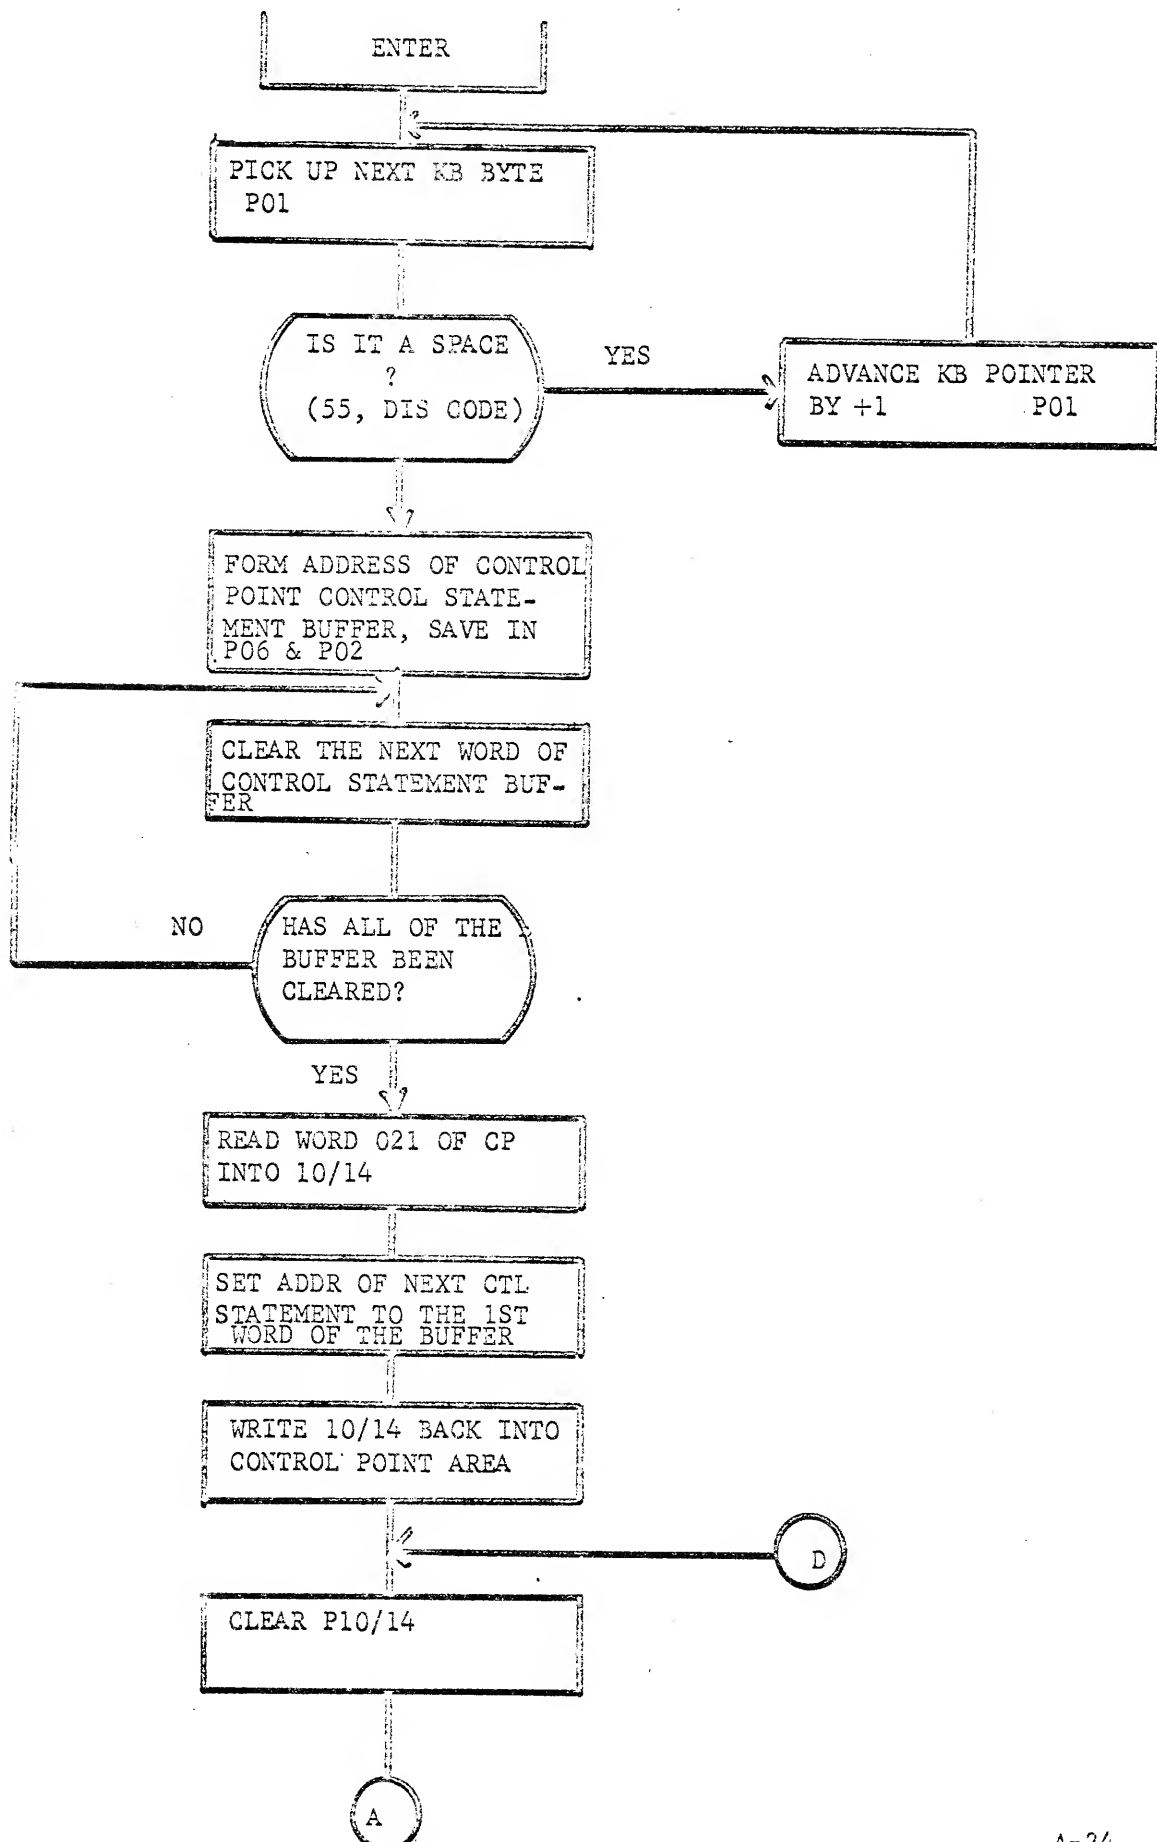 ENTER
PICK UP NEXT KB BYTE
P01
IS IT A SPACE
?
(55, DIS CODE)
YES
ADVANCE KB POINTER
BY +1 P01
FORM ADDRESS OF CONTROL
POINT CONTROL STATE-
MENT BUFFER, SAVE IN
P06 & P02
CLEAR THE NEXT WORD OF
CONTROL STATEMENT BUF-
FER
NO
HAS ALL OF THE
BUFFER BEEN
CLEARED?
YES
READ WORD 021 OF CP
INTO 10/14
SET ADDR OF NEXT CTL
STATEMENT TO THE 1ST
WORD OF THE BUFFER
WRITE 10/14 BACK INTO
CONTROL POINT AREA
D
CLEAR P10/14
A
A-24